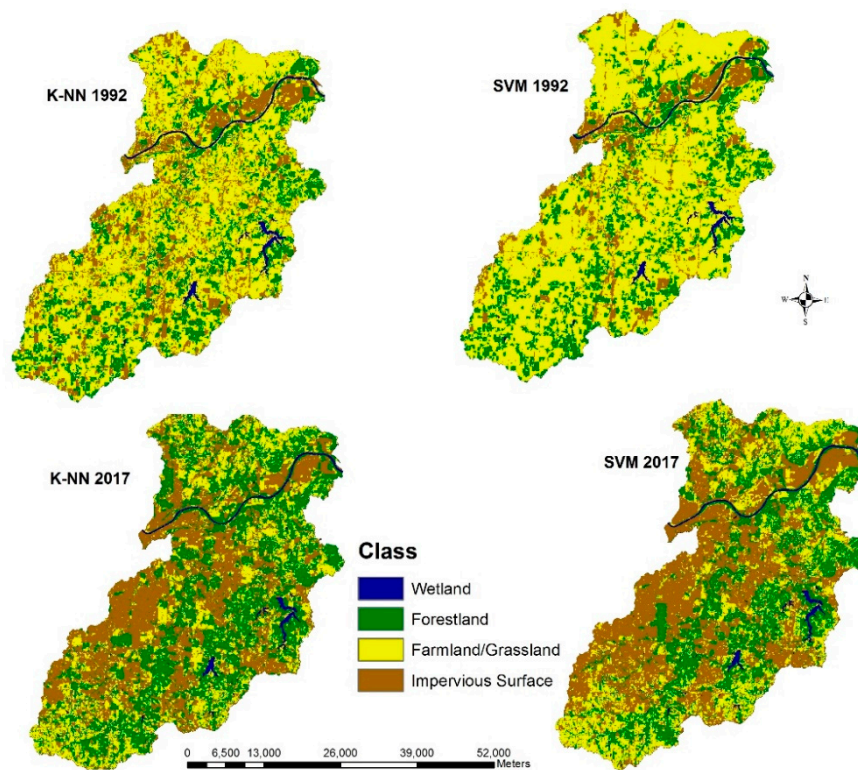 K-NN 1992
SVM 1992
N
W E
S
K-NN 2017
SVM 2017
Class
Wetland
Forestland
Farmland/Grassland
Impervious Surface
0 6,500 13,000 26,000 39,000 52,000
Meters